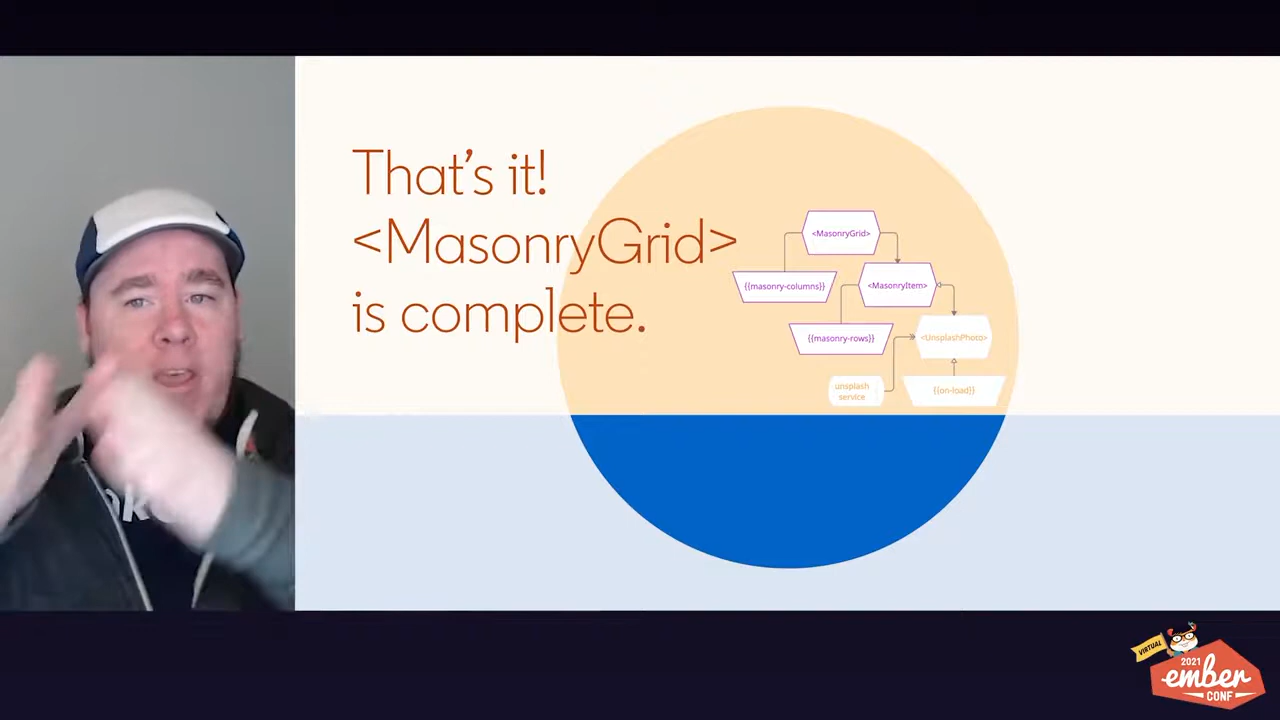 That's it!
<MasonryGrid>
is complete.
<MasonryGrid>
{{masonry-columns}}
<MasonryItem>
{{masonry-rows}}
<UnsplashPhoto>
unsplash
service
{{on-load}}
VIRTUAL
2021
ember
CONF